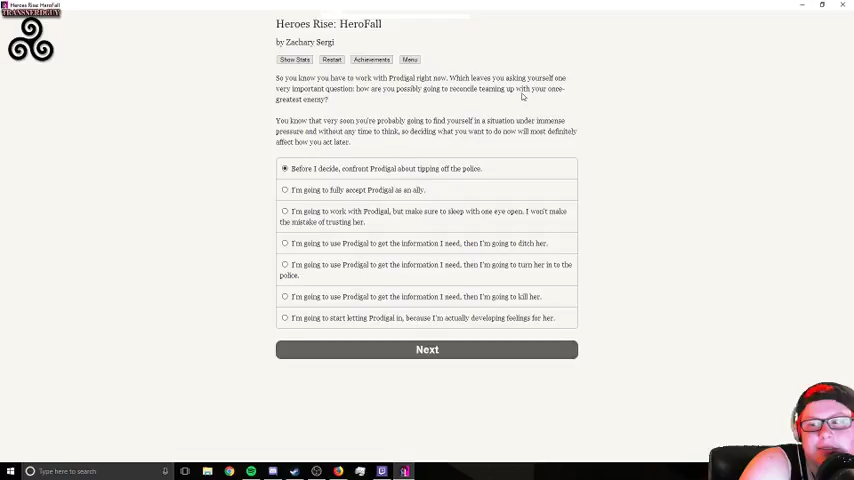 Heroes Rise: HeroFall
TRANSNERDGUY
Heroes Rise: HeroFall
by Zachary Sergi
Show Stats
Restart
Achievements
Menu
So you know you have to work with Prodigal right now. Which leaves you asking yourself one
very important question: how are you possibly going to reconcile teaming up with your once-
greatest enemy?
You know that very soon you're probably going to find yourself in a situation under immense
pressure and without any time to think, so deciding what you want to do now will most definitely
affect how you act later.
Before I decide, confront Prodigal about tipping off the police.
I'm going to fully accept Prodigal as an ally.
I'm going to work with Prodigal, but make sure to sleep with one eye open. I won't make
the mistake of trusting her.
I'm going to use Prodigal to get the information I need, then I'm going to ditch her.
I'm going to use Prodigal to get the information I need, then I'm going to turn her in to the
police.
I'm going to use Prodigal to get the information I need, then I'm going to kill her.
I'm going to start letting Prodigal in, because I'm actually developing feelings for her.
Next
Type here to search